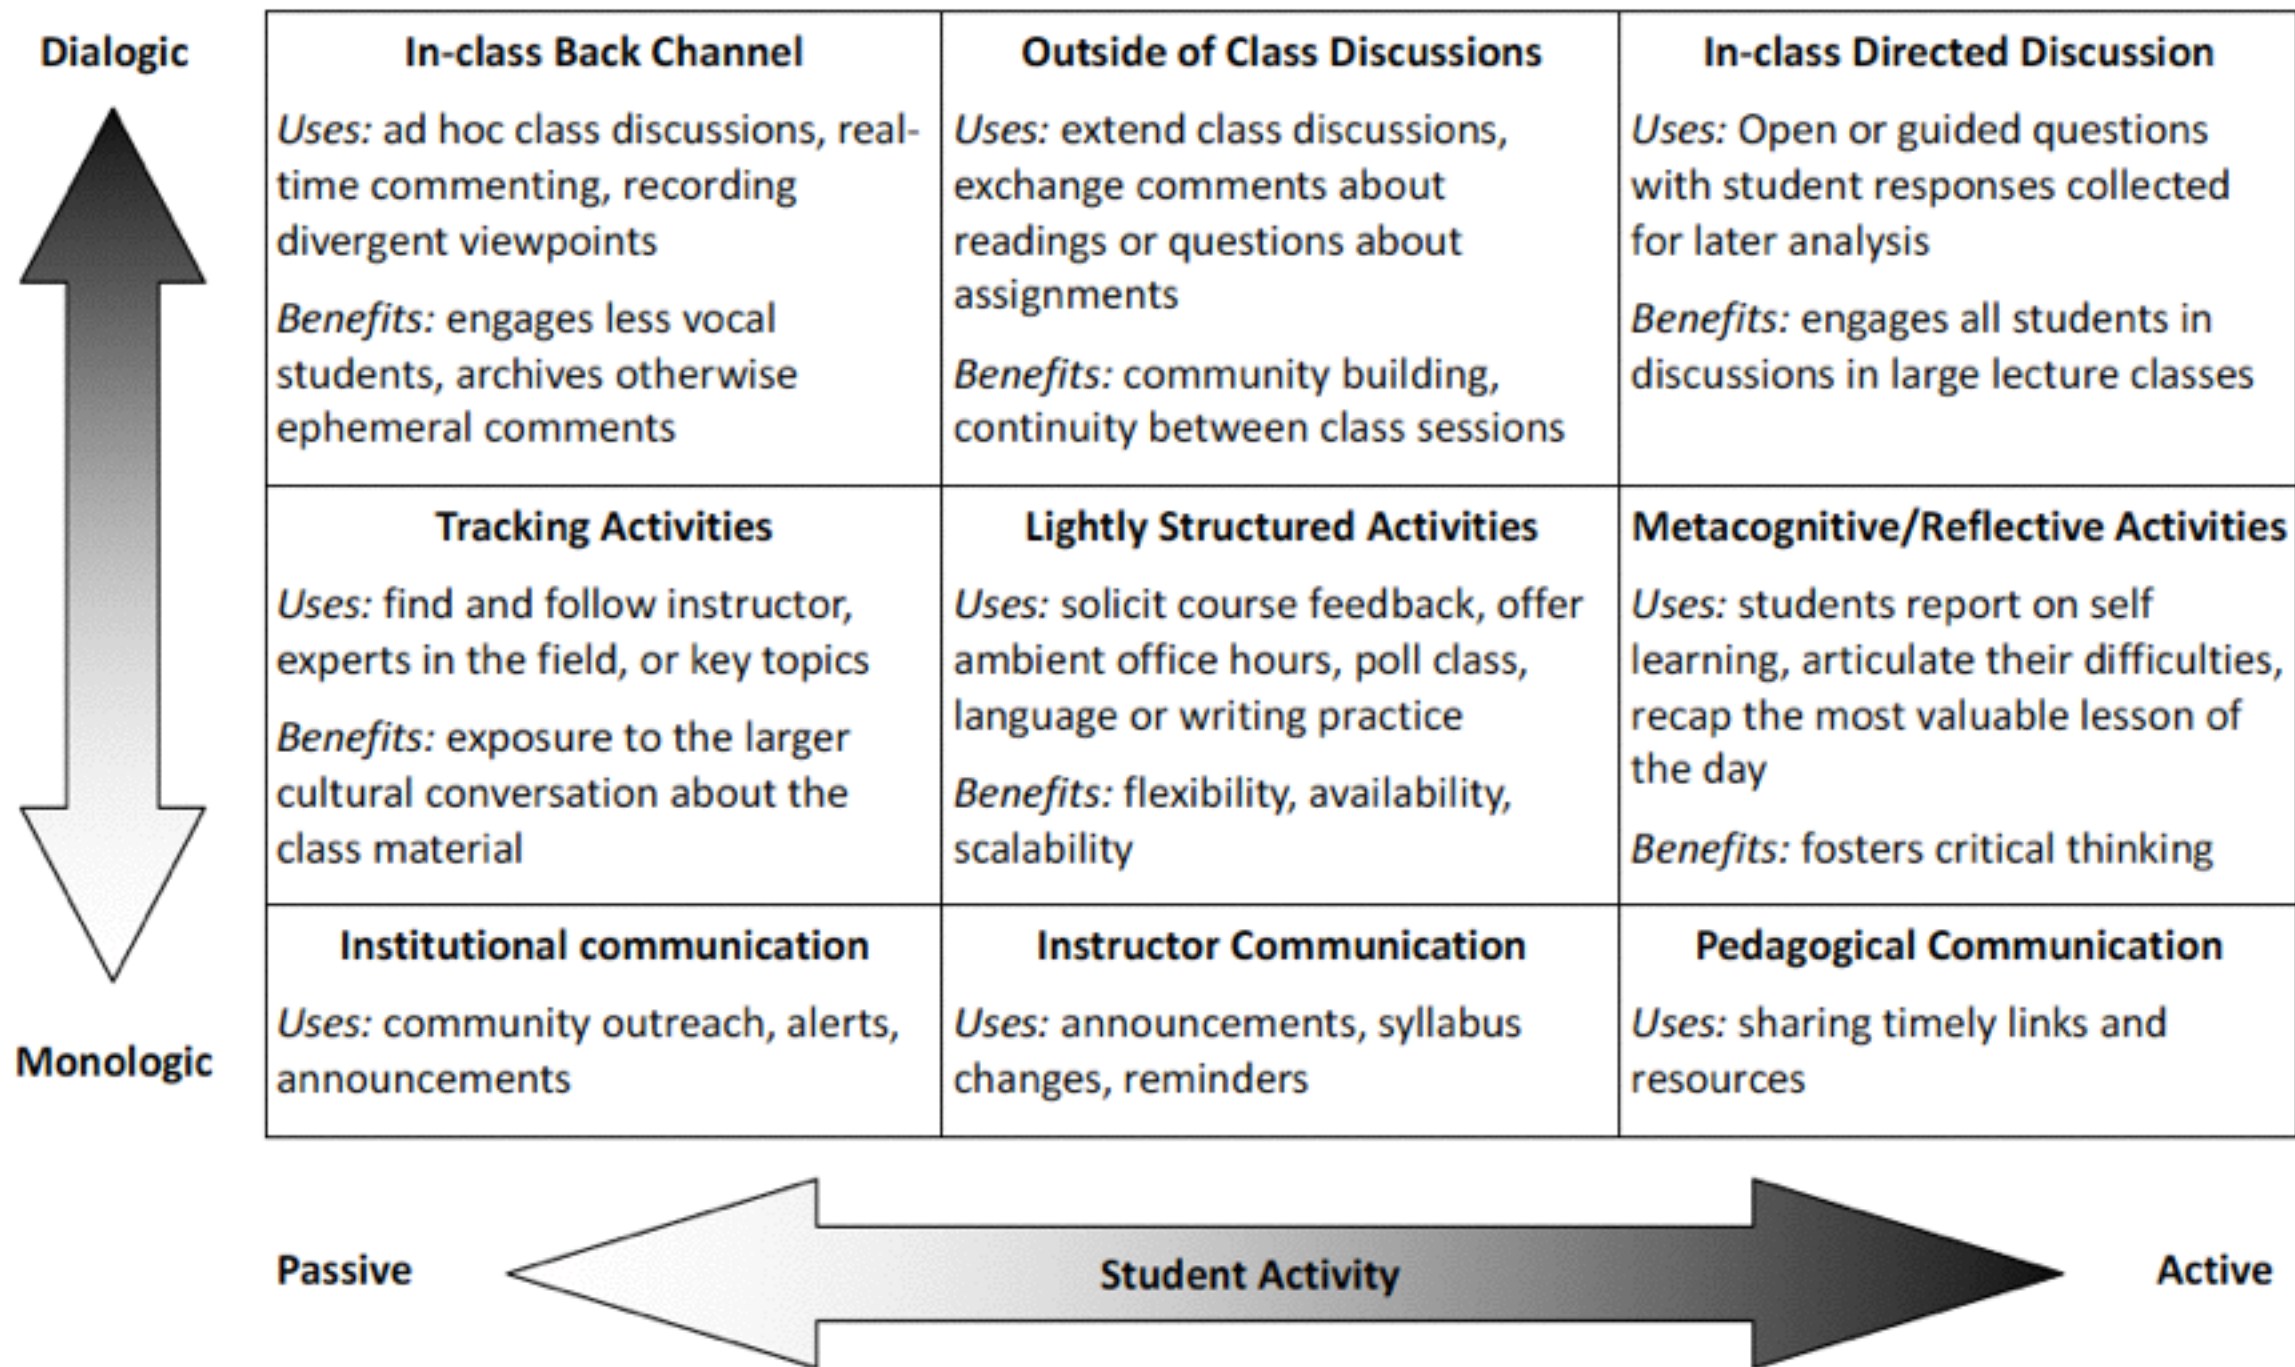 Dialogic
In-class Back Channel
Uses: ad hoc class discussions, real-
time commenting, recording
divergent viewpoints
Benefits: engages less vocal
students, archives otherwise
ephemeral comments
Outside of Class Discussions
Uses: extend class discussions,
exchange comments about
readings or questions about
assignments
Benefits: community building,
continuity between class sessions
In-class Directed Discussion
Uses: Open or guided questions
with student responses collected
for later analysis
Benefits: engages all students in
discussions in large lecture classes
Tracking Activities
Uses: find and follow instructor,
experts in the field, or key topics
Benefits: exposure to the larger
cultural conversation about the
class material
Lightly Structured Activities
Uses: solicit course feedback, offer
ambient office hours, poll class,
language or writing practice
Benefits: flexibility, availability,
scalability
Metacognitive/Reflective Activities
Uses: students report on self
learning, articulate their difficulties,
recap the most valuable lesson of
the day
Benefits: fosters critical thinking
Monologic
Institutional communication
Uses: community outreach, alerts,
announcements
Instructor Communication
Uses: announcements, syllabus
changes, reminders
Pedagogical Communication
Uses: sharing timely links and
resources
Passive
Student Activity
Active